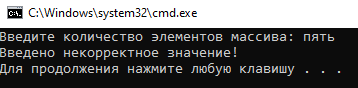 C:\Windows\system32\cmd.exe
Введите количество элементов массива: пять
Введено некорректное значение!
Для продолжения нажмите любую клавишу . . .